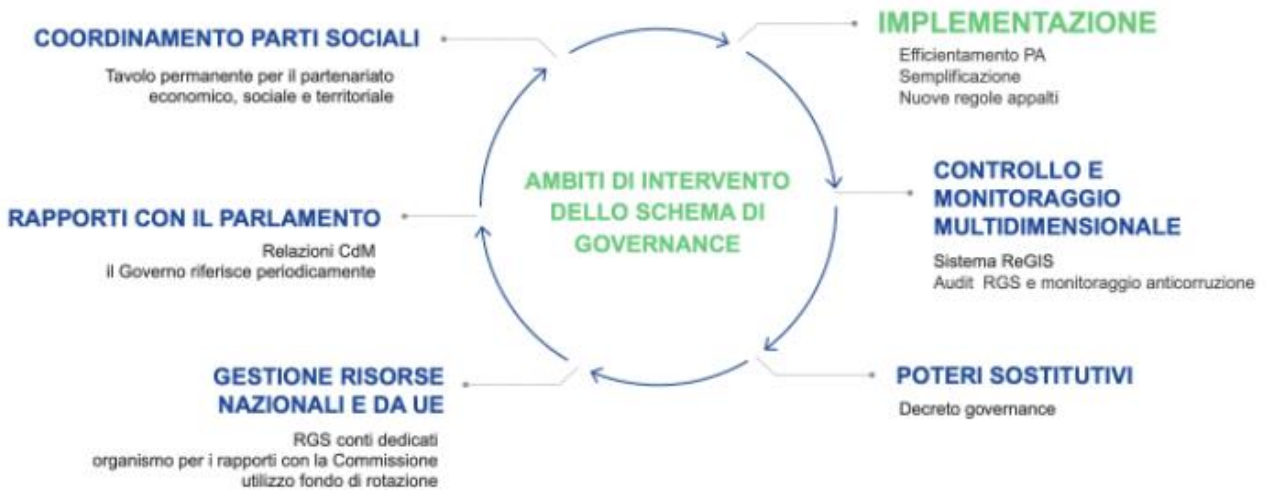 COORDINAMENTO PARTI SOCIALI
Tavolo permanente per il partenariato
economico, sociale e territoriale
IMPLEMENTAZIONE
Efficientamento PA
Semplificazione
Nuove regole appalti
AMBITI DI INTERVENTO
DELLO SCHEMA DI
GOVERNANCE
CONTROLLO E
MONITORAGGIO
MULTIDIMENSIONALE
Sistema ReGIS
Audit RGS e monitoraggio anticorruzione
RAPPORTI CON IL PARLAMENTO
Relazioni CdM
il Governo riferisce periodicamente
GESTIONE RISORSE
NAZIONALI E DA UE
RGS conti dedicati
organismo per i rapporti con la Commissione
utilizzo fondo di rotazione
POTERI SOSTITUTIVI
Decreto governance